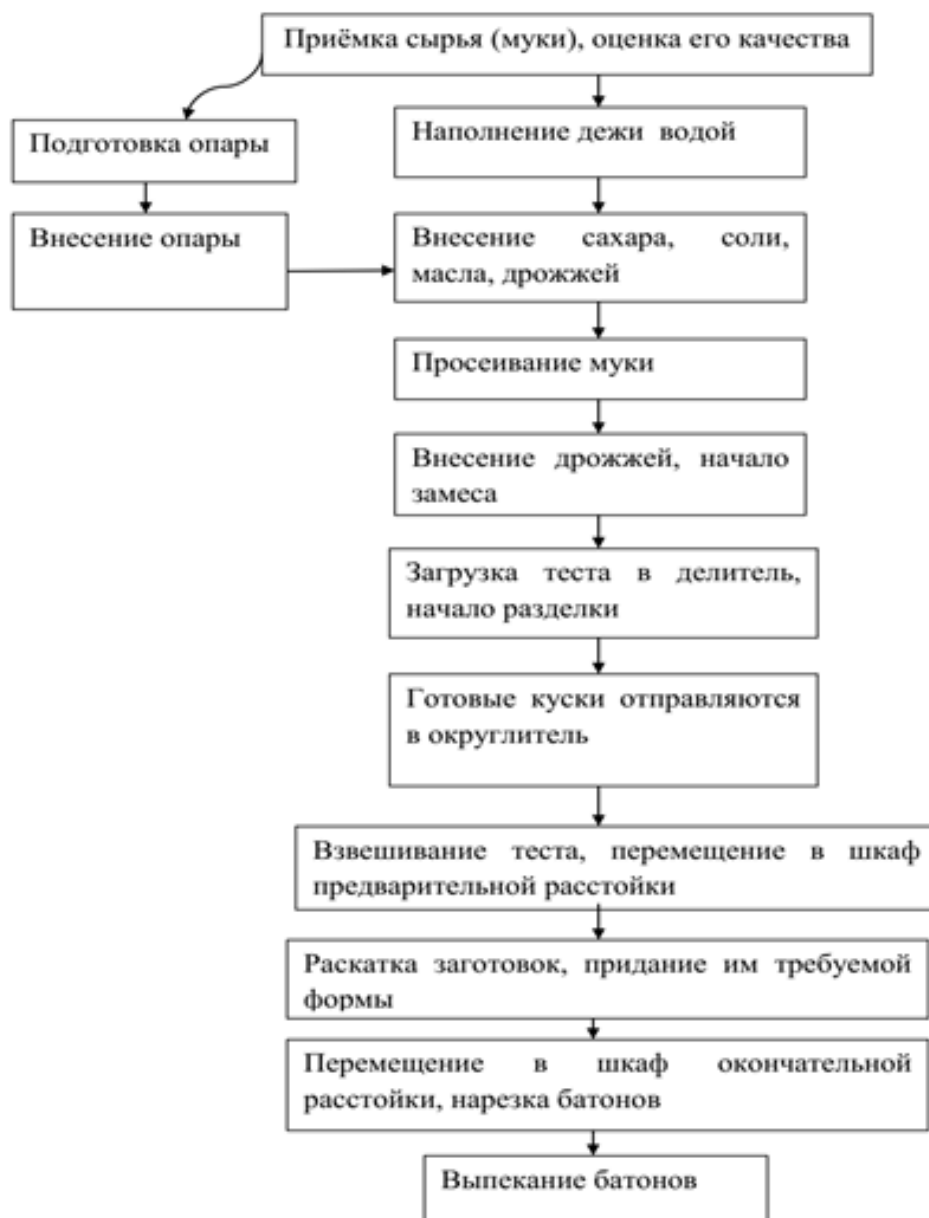 Приёмка сырья (муки), оценка его качества
Подготовка опары
Наполнение дежи водой
Внесение опары
Внесение сахара, соли,
масла, дрожжей
Просеивание муки
Внесение дрожжей, начало
замеса
Загрузка теста в делитель,
начало разделки
Готовые куски отправляются
в округлитель
Взвешивание теста, перемещение в шкаф
предварительной расстойки
Раскатка заготовок, придание им требуемой
формы
Перемещение в шкаф окончательной
расстойки, нарезка батонов
Выпекание батонов